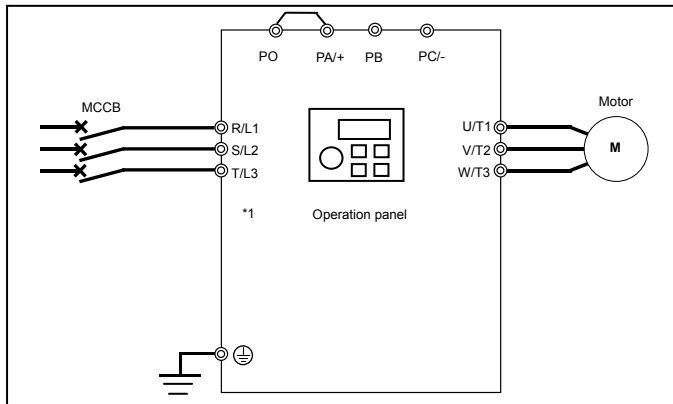 PO PA/+ PB PC/-
MCCB
Motor
R/L1
U/T1
S/L2
V/T2
M
T/L3
W/T3
*1
Operation panel